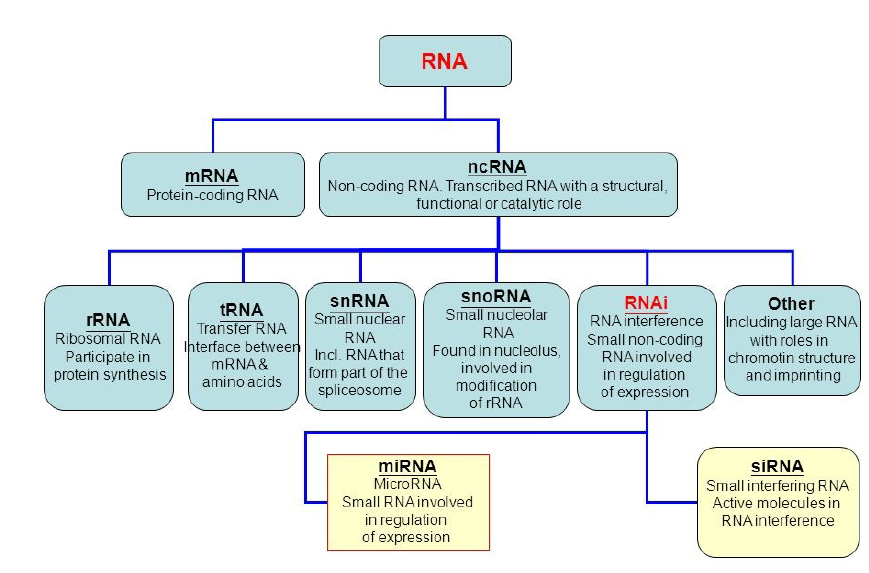 RNA
mRNA
Protein-coding RNA
ncRNA
Non-coding RNA. Transcribed RNA with a structural,
functional or catalytic role
rRNA
Ribosomal RNA
Participate in
protein synthesis
tRNA
Transfer RNA
Interface between
mRNA &
amino acids
snRNA
Small nuclear
RNA
Incl. RNA that
form part of the
spliceosome
snoRNA
Small nucleolar
RNA
Found in nucleolus,
involved in
modification
of rRNA
RNAi
RNA interference
Small non-coding
RNA involved
in regulation
of expression
Other
Including large RNA
with roles in
chromotin structure
and imprinting
miRNA
MicroRNA
Small RNA involved
in regulation
of expression
siRNA
Small interfering RNA
Active molecules in
RNA interference